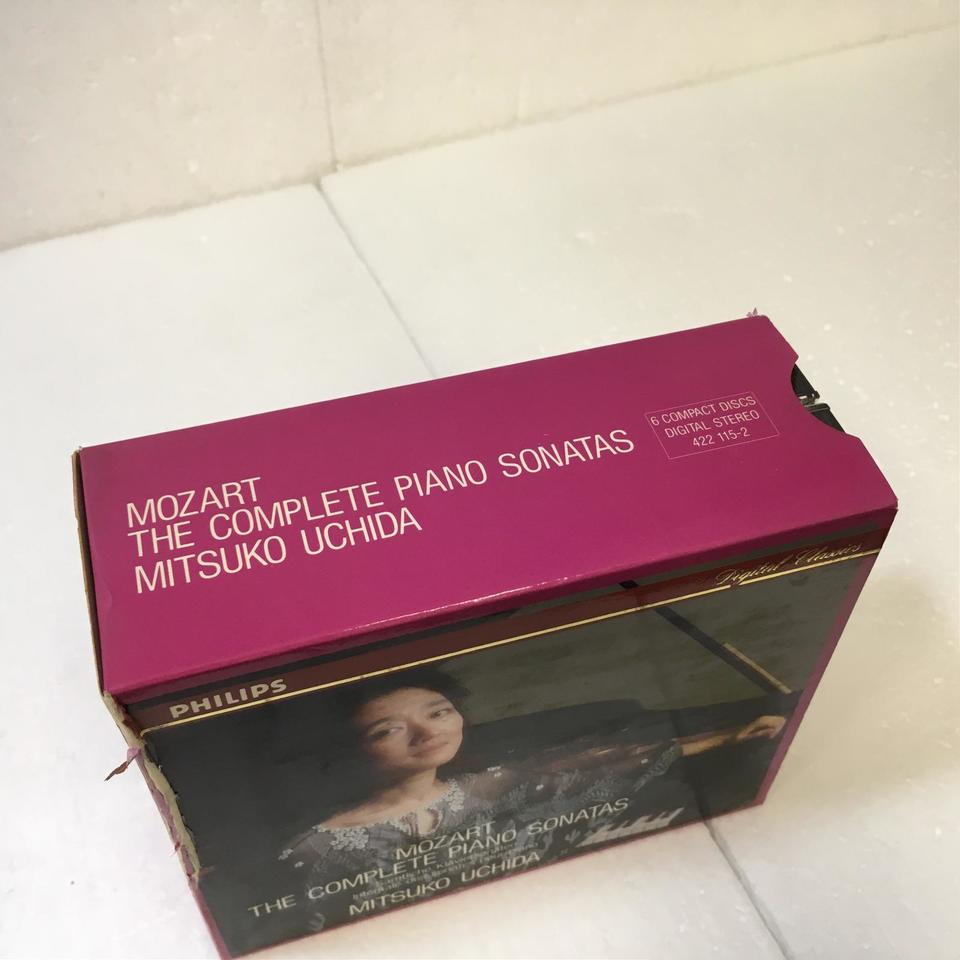 MOZART
THE COMPLETE PIANO SONATAS
MITSUKO UCHIDA
6 COMPACT DISCS
DIGITAL STEREO
422 115-2
Digital Classics
PHILIPS
MOZART
THE COMPLETE PIANO SONATAS
MITSUKO UCHIDA